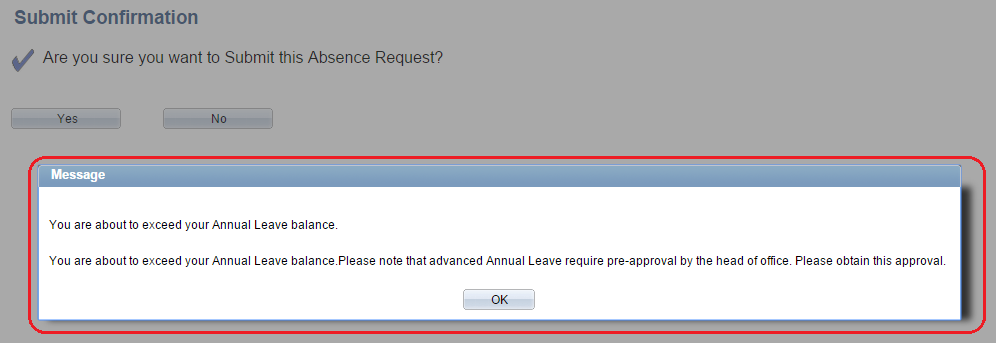 Submit Confirmation
Are you sure you want to Submit this Absence Request?
Yes No
Message
You are about to exceed your Annual Leave balance.
You are about to exceed your Annual Leave balance.Please note that advanced Annual Leave require pre-approval by the head of office. Please obtain this approval.
OK